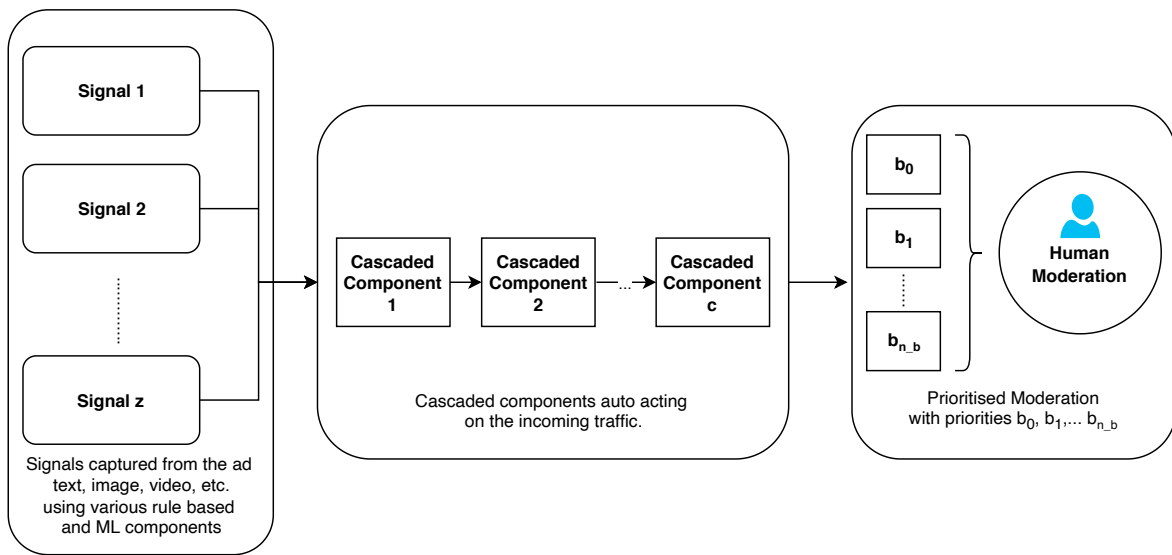 Signal 1
Signal 2
Signal z
Signals captured from the ad
text, image, video, etc.
using various rule based
and ML components
Cascaded
Component
1
Cascaded
Component
2
...
Cascaded
Component
c
Cascaded components auto acting
on the incoming traffic.
b0
b1
bn_b
Human
Moderation
Prioritised Moderation
with priorities b0, b1,... bn_b